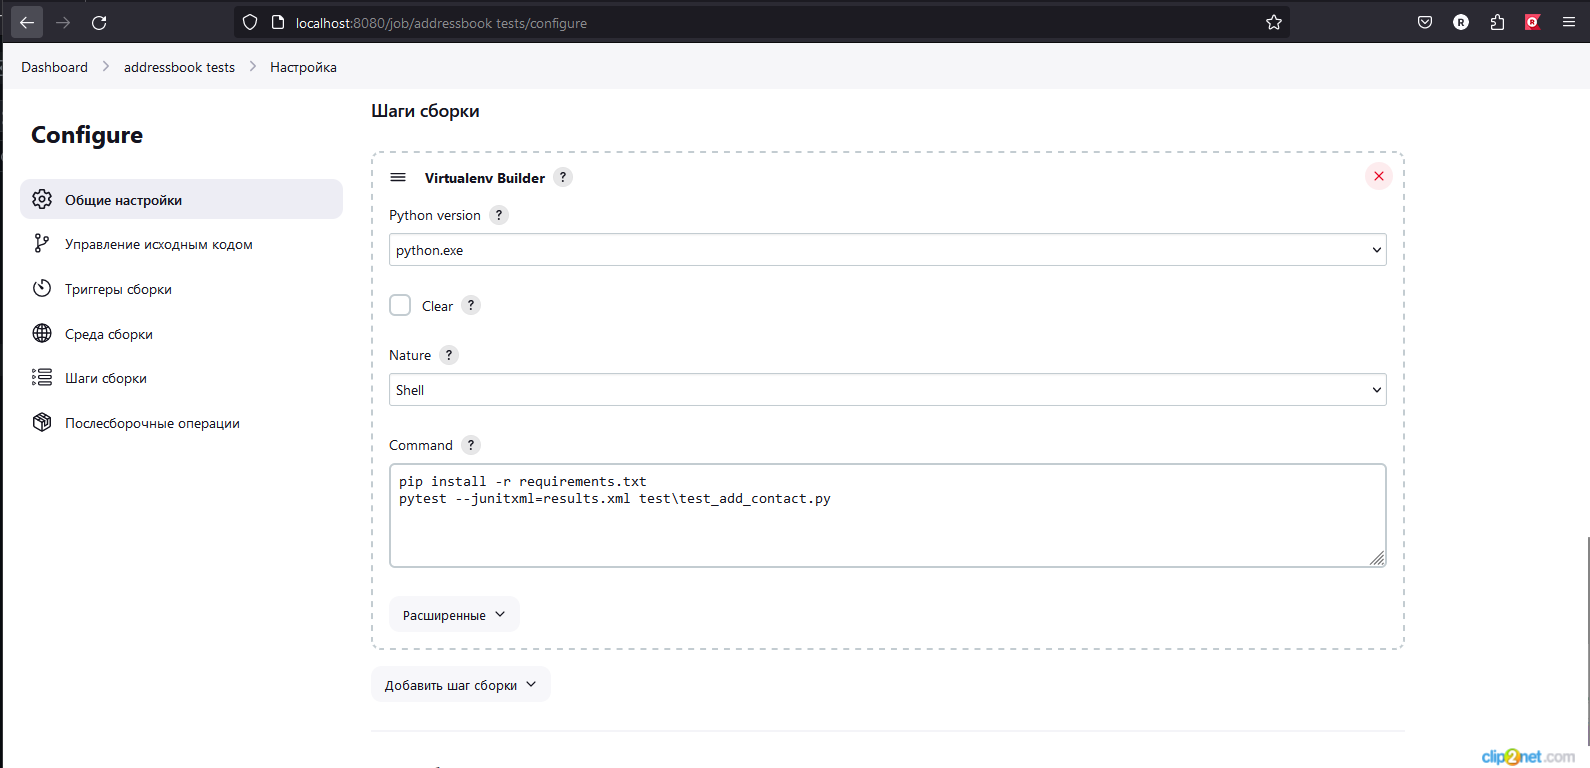 localhost:8080/job/addressbook tests/configure
R
Dashboard > addressbook tests > Настройка
Configure
Общие настройки
Управление исходным кодом
Триггеры сборки
Среда сборки
Шаги сборки
Послесборочные операции
Шаги сборки
Virtualenv Builder ?
Python version ?
python.exe
Clear ?
Nature ?
Shell
Command ?
pip install -r requirements.txt
pytest --junitxml=results.xml test\test_add_contact.py
Расширенные
Добавить шаг сборки
clip2net.com